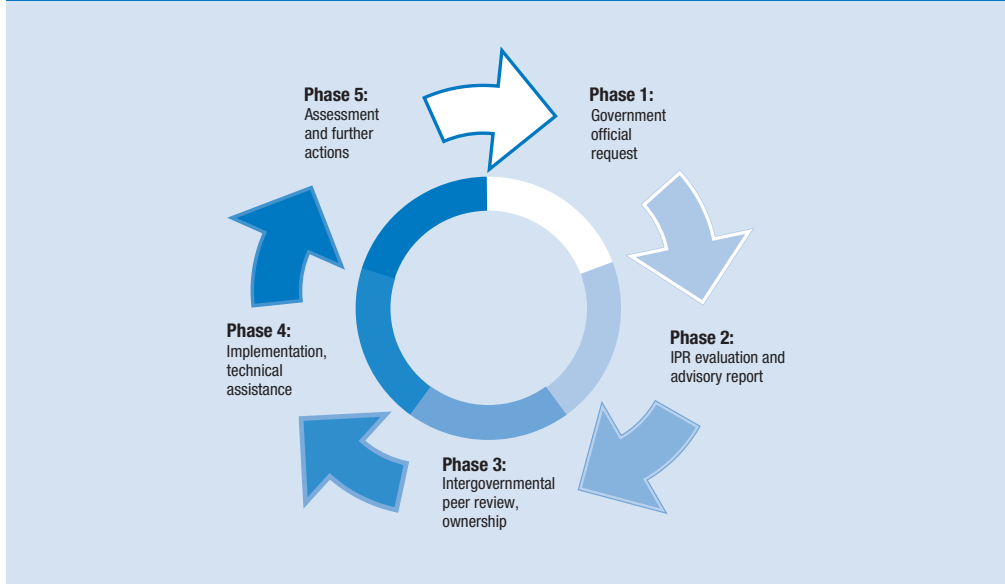 Phase 1:
Government
official
request
Phase 2:
IPR evaluation and
advisory report
Phase 3:
Intergovernmental
peer review,
ownership
Phase 4:
Implementation,
technical
assistance
Phase 5:
Assessment
and further
actions